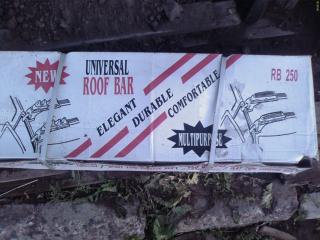 NEW
UNIVERSAL
ROOF BAR
ELEGANT
DURABLE
COMFORTABLE
MULTIPURPOSE
RB 250